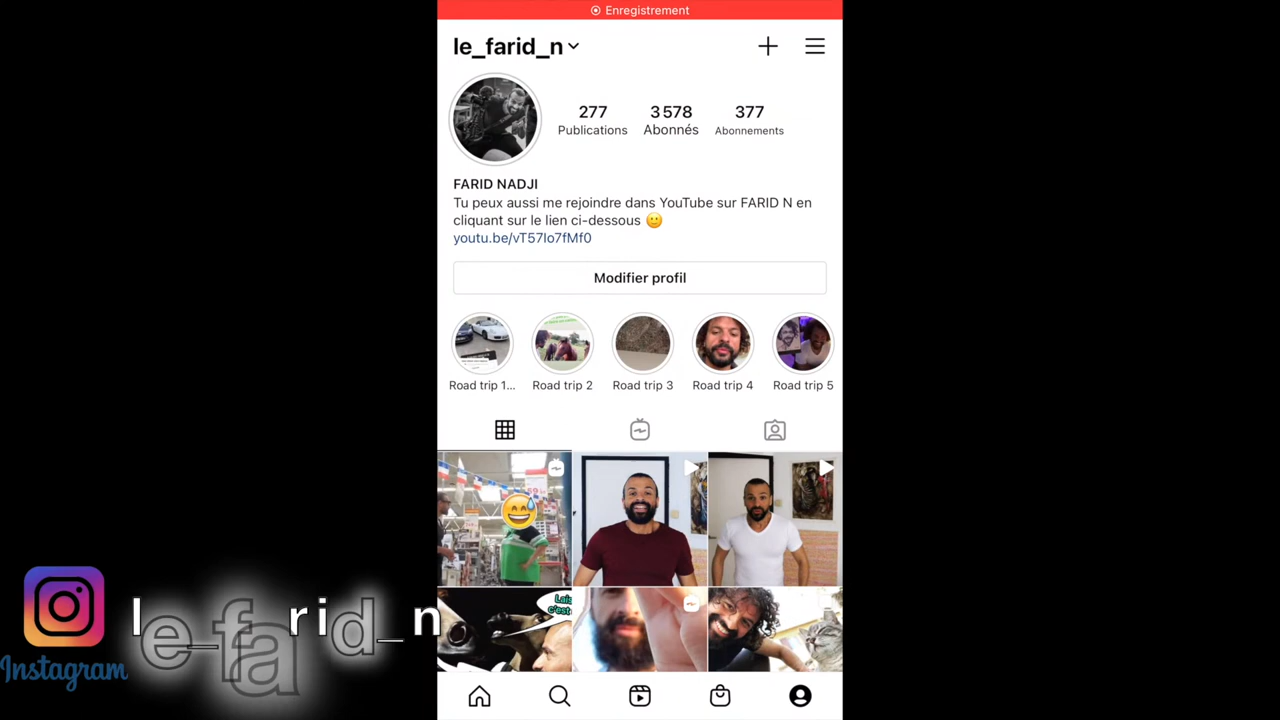 Enregistrement
le_farid_n
277
3 578
377
Publications
Abonnés
Abonnements
FARID NADJI
Tu peux aussi me rejoindre dans YouTube sur FARID N en
cliquant sur le lien ci-dessous
youtu.be/vT57Io7fMf0
Modifier profil
Road trip 1...
Road trip 2
Road trip 3
Road trip 4
Road trip 5
Instagram
le_farid_n